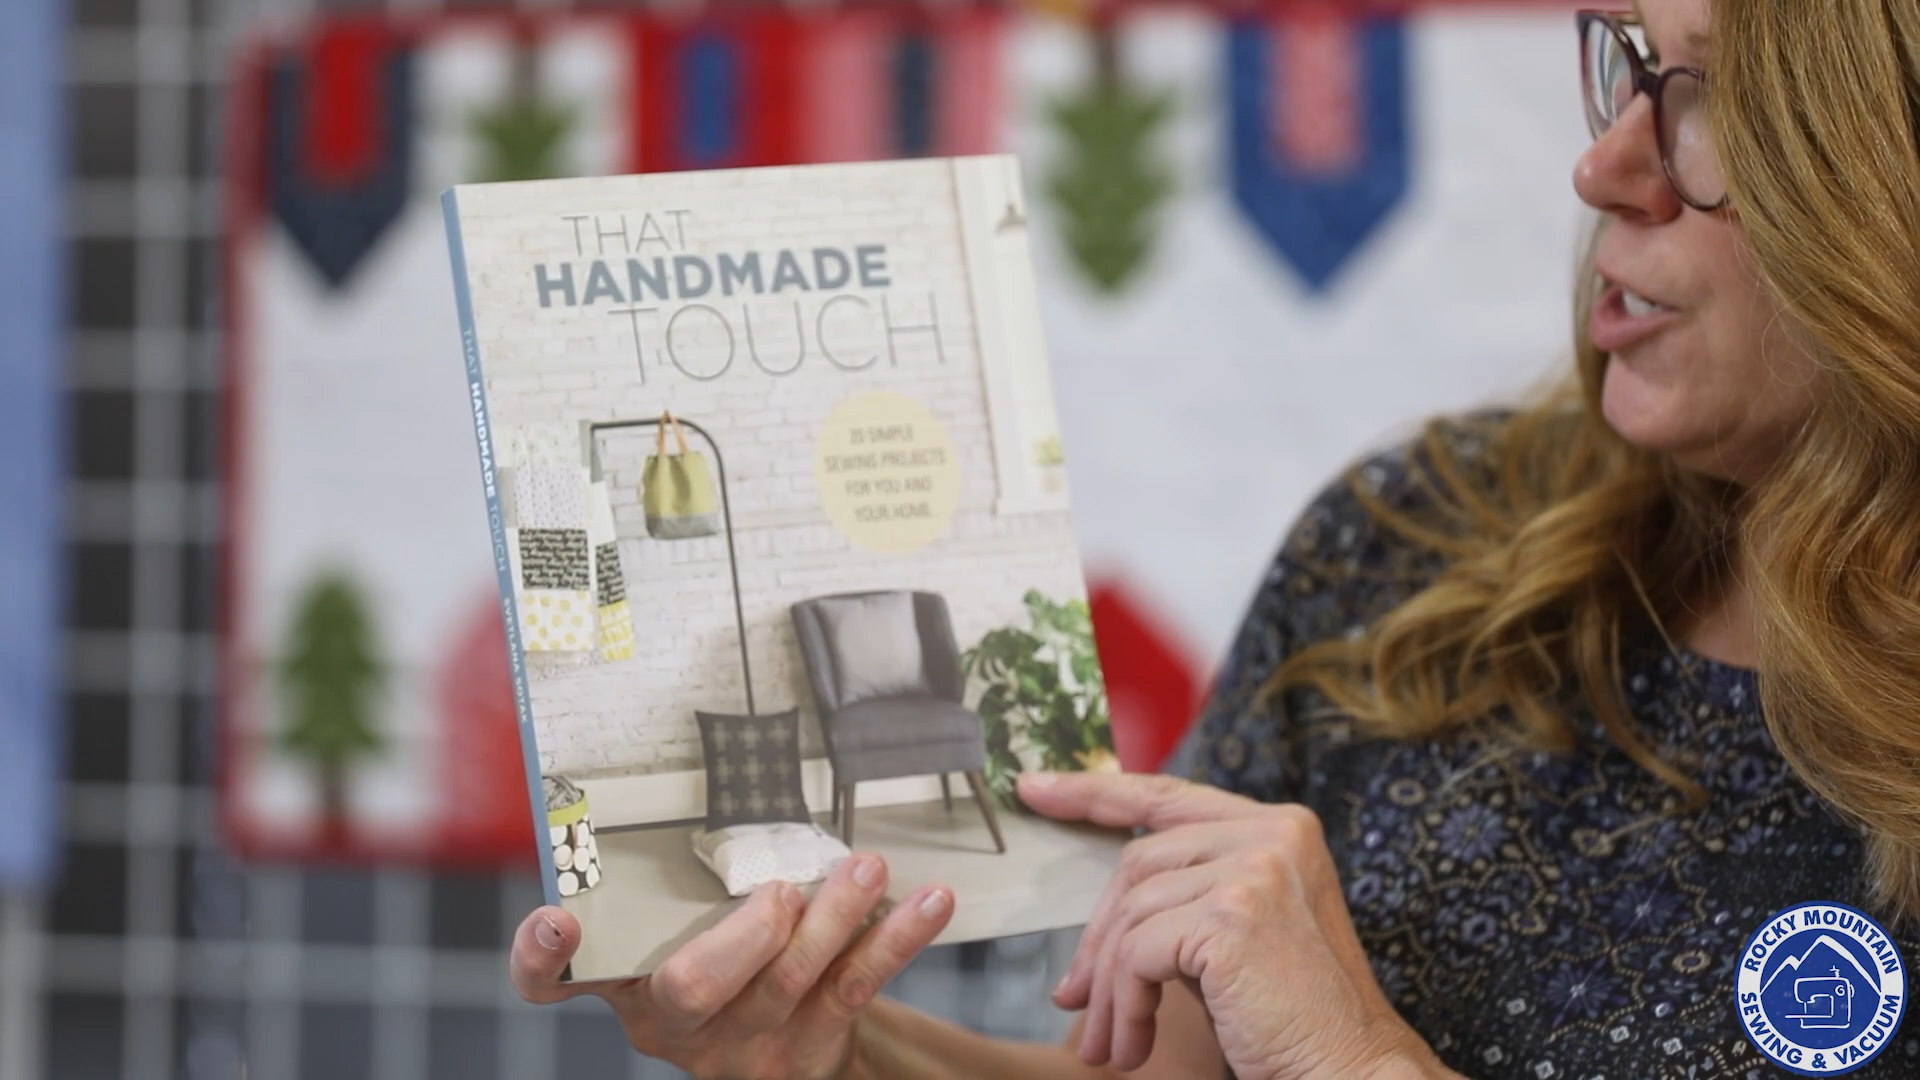 THAT
HANDMADE
TOUCH
20 SIMPLE
SEWING PROJECTS
FOR YOU AND
YOUR HOME
THAT HANDMADE TOUCH SVETLANA SOTAK
ROCKY MOUNTAIN
SEWING & VACUUM